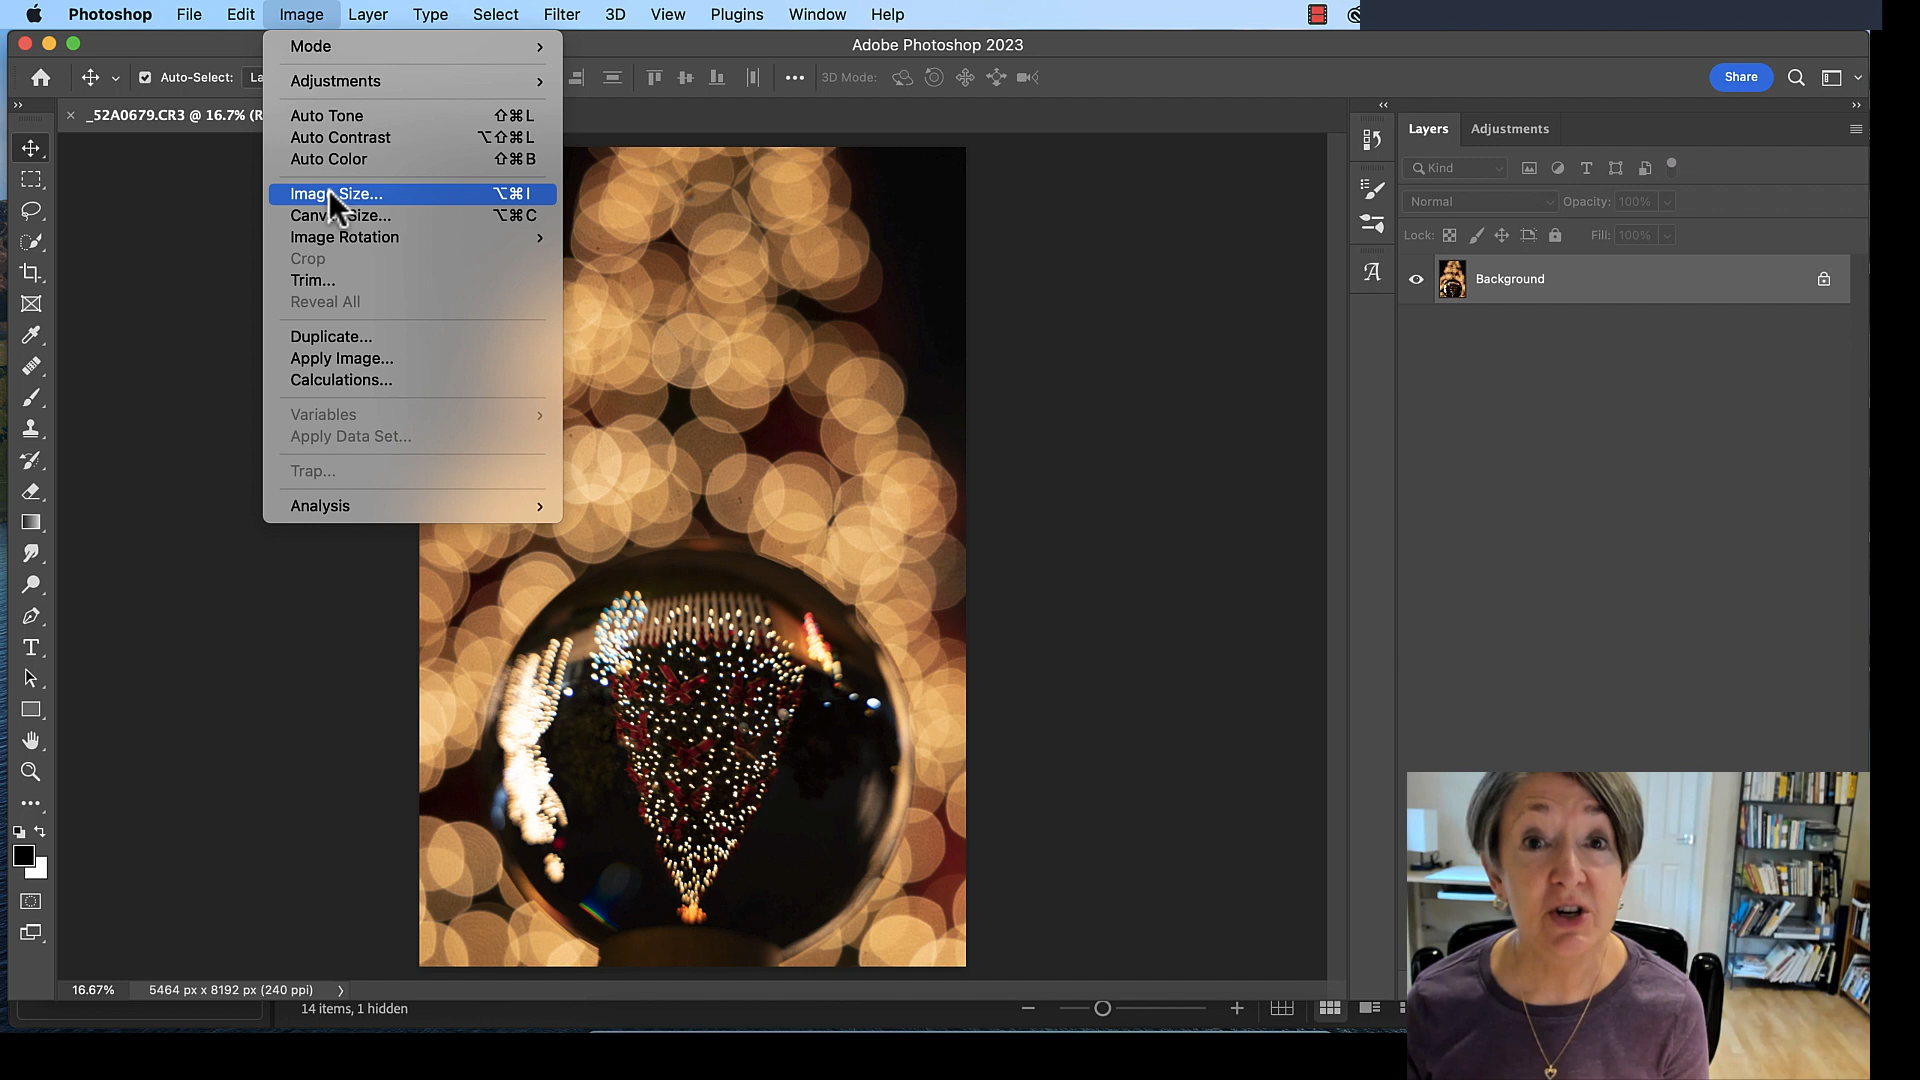 Photoshop File Edit Image Layer Type Select Filter 3D View Plugins Window Help
Adobe Photoshop 2023
Auto-Select: La
3D Mode:
Share
_52A0679.CR3 @ 16.7% (R
Mode
Adjustments
Auto Tone ⇧⌘L
Auto Contrast ⌥⇧⌘L
Auto Color ⇧⌘B
Image Size... ⌥⌘I
Canvas Size... ⌥⌘C
Image Rotation
Crop
Trim...
Reveal All
Duplicate...
Apply Image...
Calculations...
Variables
Apply Data Set...
Trap...
Analysis
Layers Adjustments
Kind
Normal Opacity: 100%
Lock: Fill: 100%
Background
16.67% 5464 px x 8192 px (240 ppi)
14 items, 1 hidden